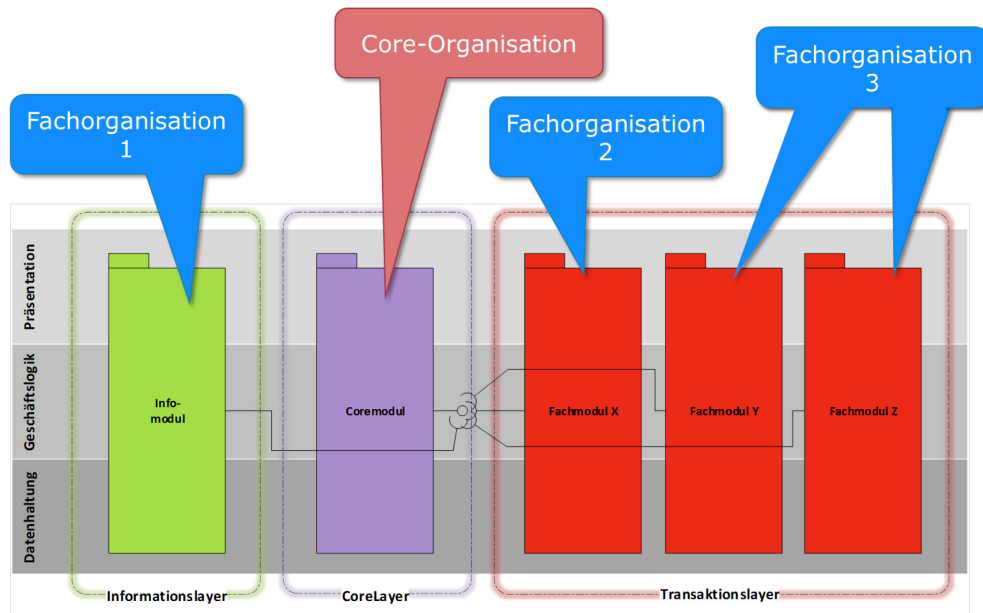 Core-Organisation
Fachorganisation
3
Fachorganisation
1
Fachorganisation
2
Präsentation
Geschäftslogik
Datenhaltung
Info-
modul
Coremodul
Fachmodul X
Fachmodul Y
Fachmodul Z
Informationslayer
CoreLayer
Transaktionslayer